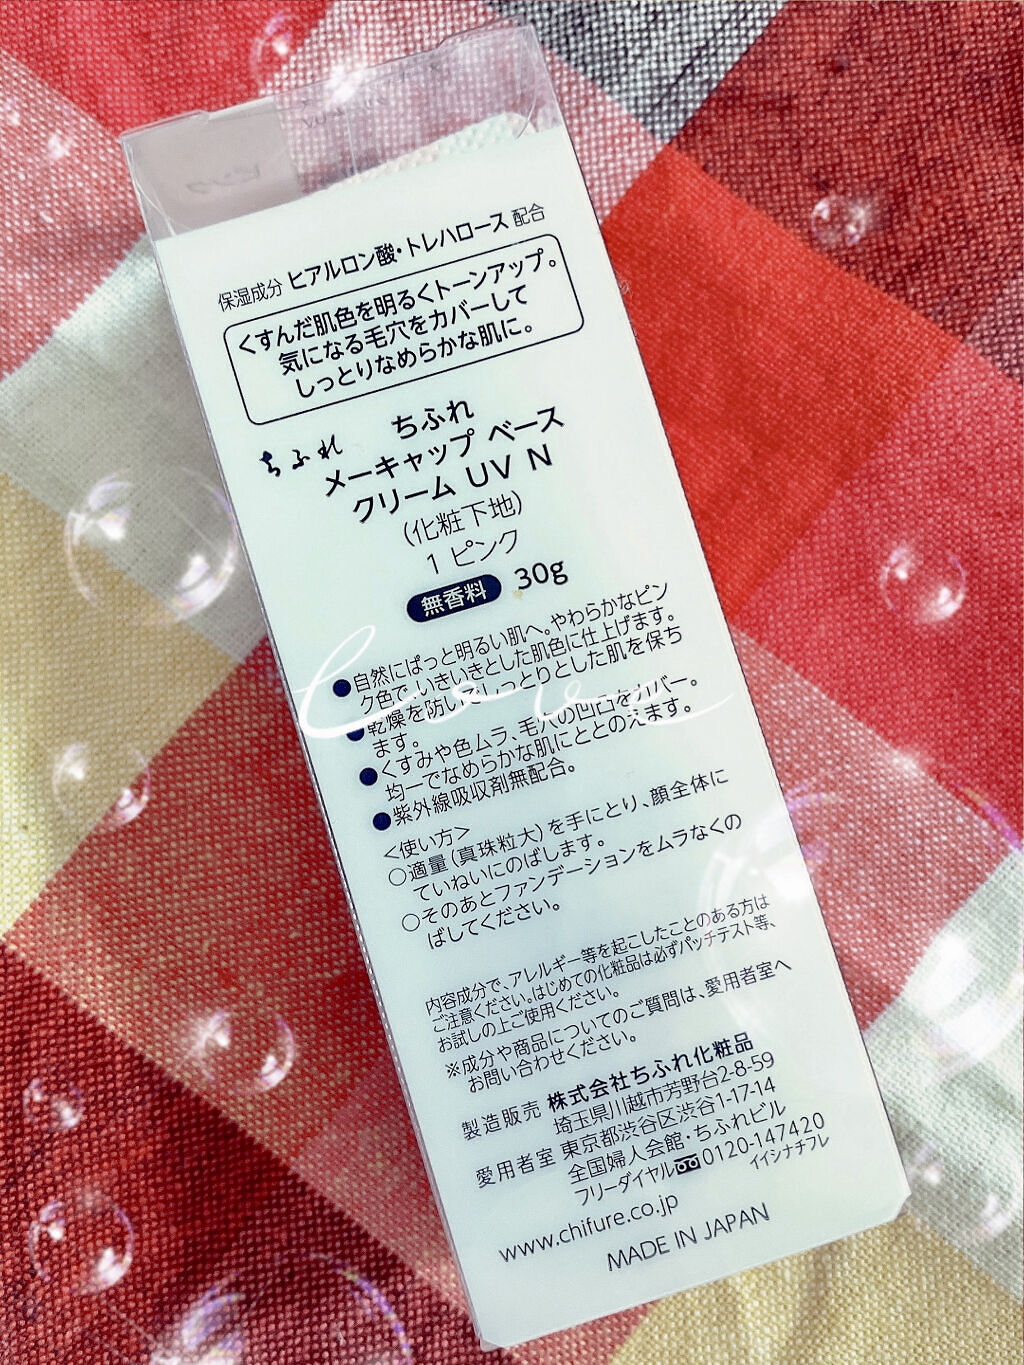 保湿成分 ヒアルロン酸・トレハロース 配合
くすんだ肌色を明るくトーンアップ。
気になる毛穴をカバーして
しっとりなめらかな肌に。
ちふれ ちふれ
メーキャップ ベース
クリーム UV N
(化粧下地)
1 ピンク
無香料 30g
●自然にぱっと明るい肌へ。やわらかなピン
ク色で、いきいきとした肌色に仕上げます。
●乾燥を防いでしっとりとした肌を保ち
ます。
●くすみや色ムラ、毛穴の凹凸をカバー。
均一でなめらかな肌にととのえます。
●紫外線吸収剤無配合。
love
<使い方>
○適量(真珠粒大)を手にとり、顔全体に
ていねいにのばします。
○そのあとファンデーションをムラなくの
ばしてください。
内容成分で、アレルギー等を起こしたことのある方は
ご注意ください。はじめての化粧品は必ずパッチテスト等、
お試しの上ご使用ください。
※成分や商品についてのご質問は、愛用者室へ
お問い合わせください。
製造販売 株式会社ちふれ化粧品
埼玉県川越市芳野台2-8-59
愛用者室 東京都渋谷区渋谷1-17-14
全国婦人会館・ちふれビル
フリーダイヤル 0120-147420
イイシナチフレ
www.chifure.co.jp
MADE IN JAPAN